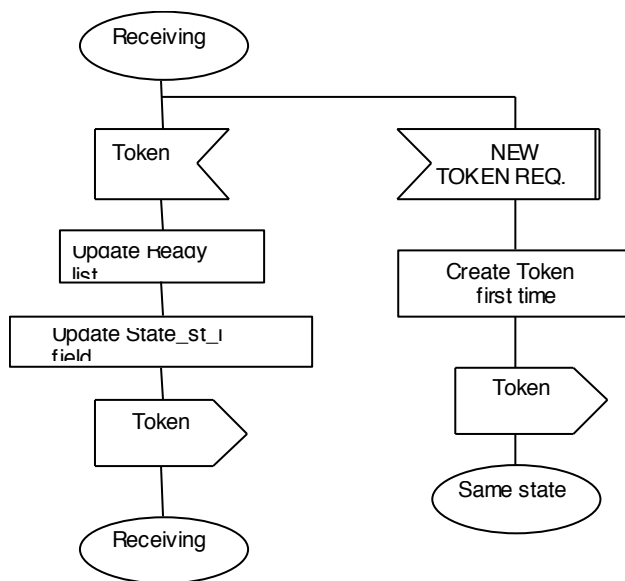 Receiving
Token
NEW
TOKEN REQ.
Update Ready
list
Create Token
first time
Update State_st_i
field
Token
Token
Same state
Receiving